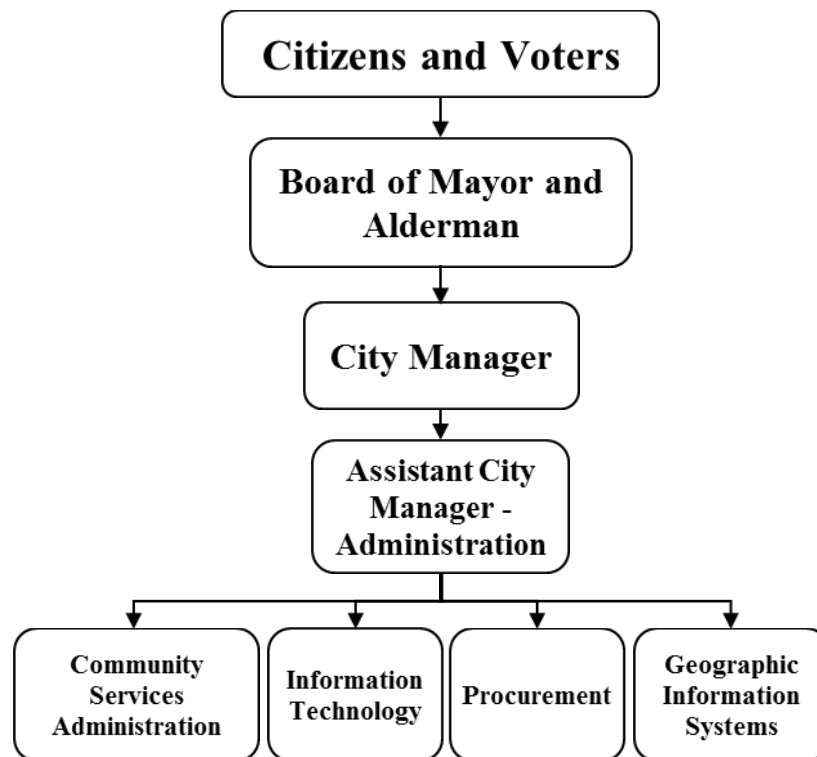 Citizens and Voters
Board of Mayor and
Alderman
City Manager
Assistant City
Manager -
Administration
Community
Services
Administration
Information
Technology
Procurement
Geographic
Information
Systems